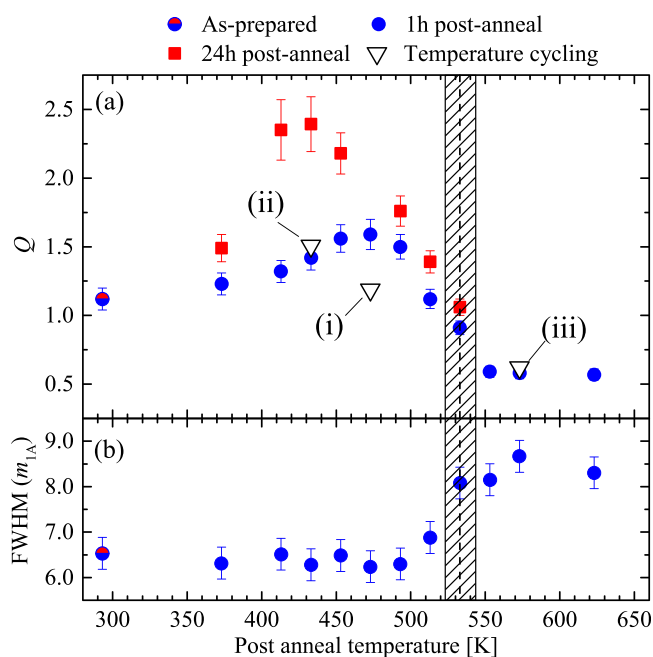 As-prepared 1h post-anneal
24h post-anneal Temperature cycling
(a)
2.5
2.0
(ii)
Q
1.5
1.0
(i)
(iii)
0.5
(b)
9.0
FWHM (m1A)
8.0
7.0
6.0
300 350 400 450 500 550 600 650
Post anneal temperature [K]